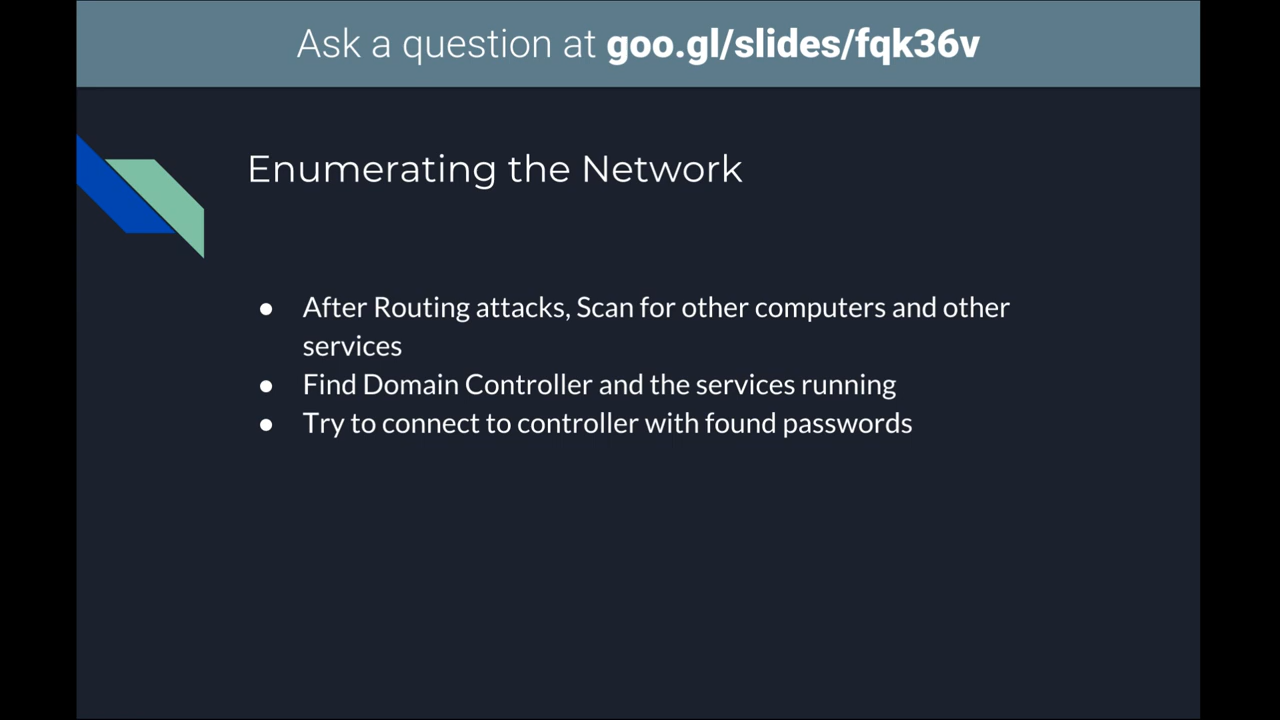 Ask a question at goo.gl/slides/fqk36v
Enumerating the Network
● After Routing attacks, Scan for other computers and other
services
● Find Domain Controller and the services running
● Try to connect to controller with found passwords